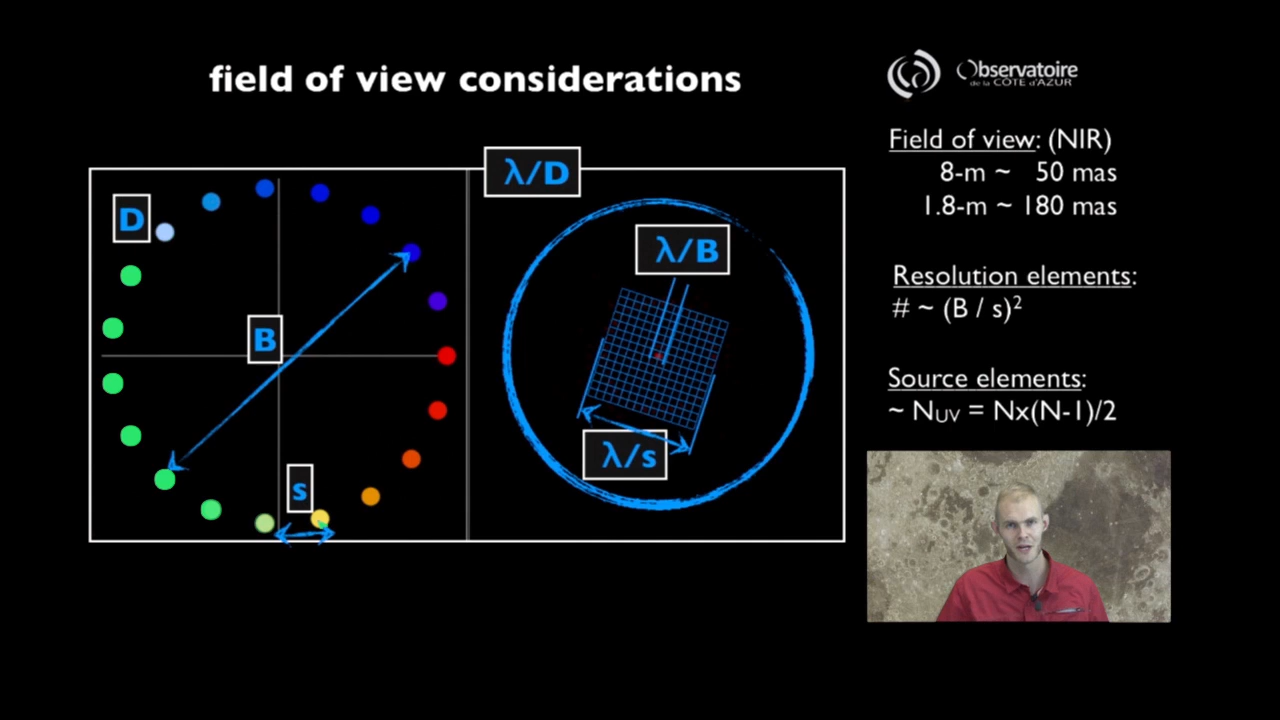 field of view considerations
Observatoire
de la CÔTE d'AZUR
λ/D
D
λ/B
B
s
λ/s
Field of view: (NIR)
8-m ~ 50 mas
1.8-m ~ 180 mas
Resolution elements:
# ~ (B / s)²
Source elements:
~ NUV = Nx(N-1)/2